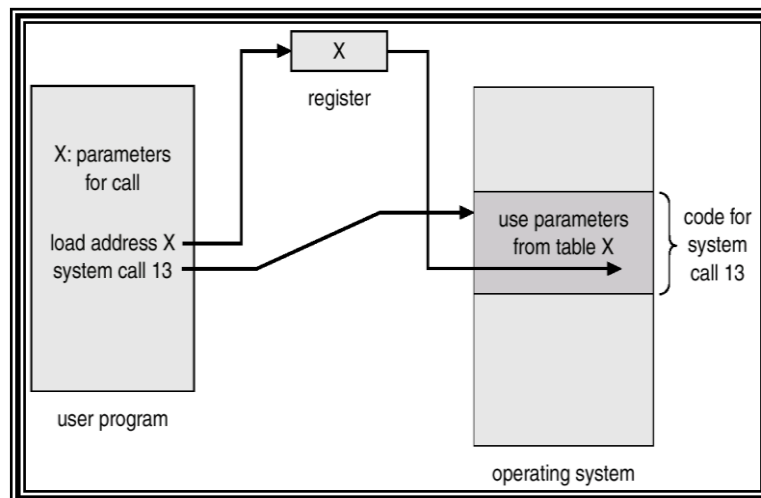 X
register
X: parameters
for call
load address X
system call 13
user program
use parameters
from table X
code for
system
call 13
operating system